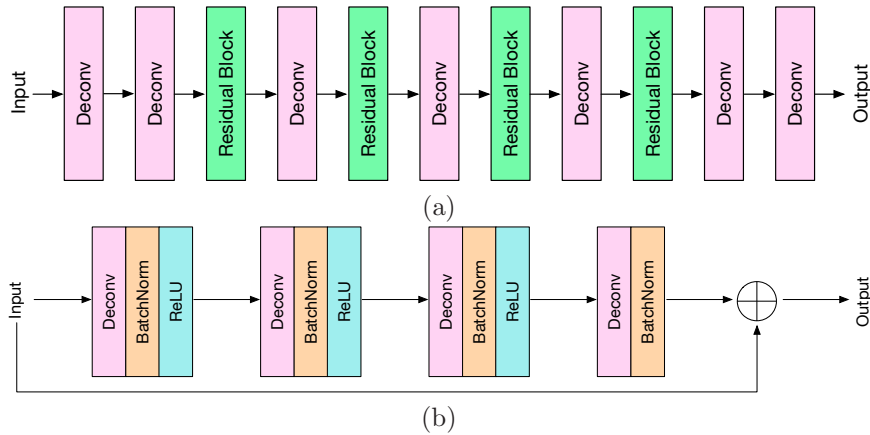 Input
Deconv
Deconv
Residual Block
Deconv
Residual Block
Deconv
Residual Block
Deconv
Residual Block
Deconv
Deconv
Output
(a)
Input
Deconv
BatchNorm
ReLU
Deconv
BatchNorm
ReLU
Deconv
BatchNorm
ReLU
Deconv
BatchNorm
Output
(b)